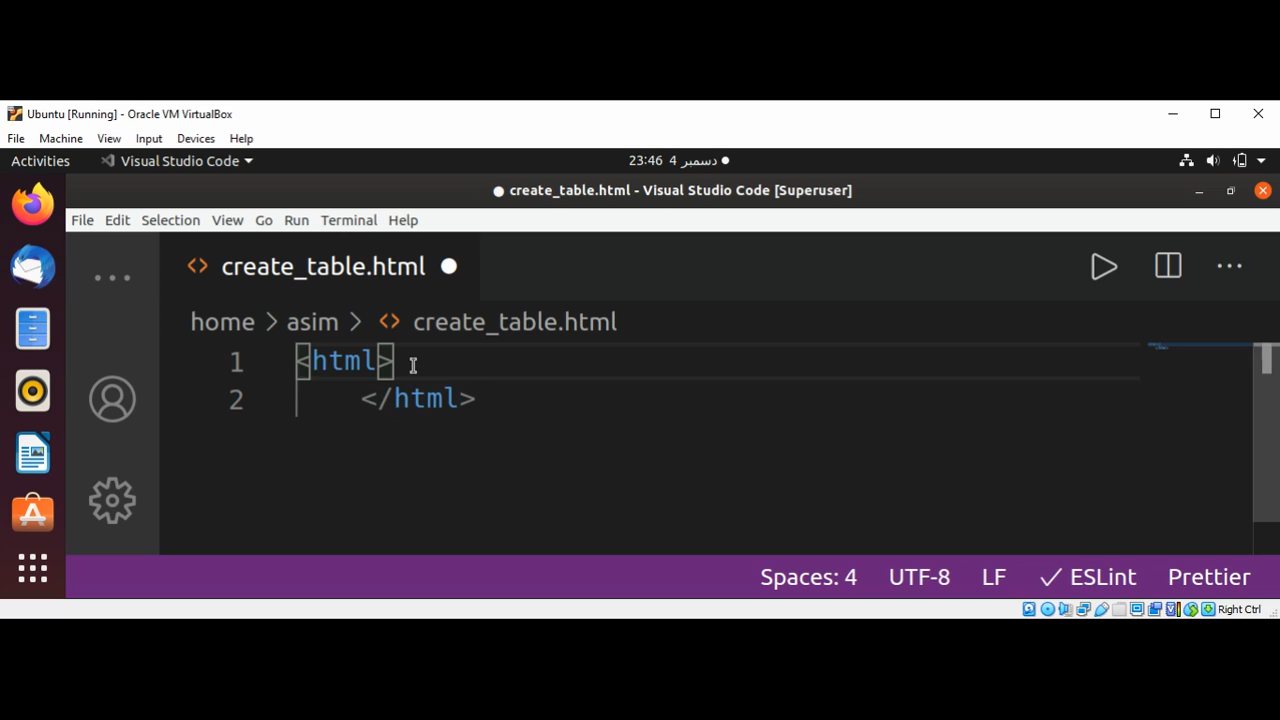 Ubuntu [Running] - Oracle VM VirtualBox
File Machine View Input Devices Help
Activities Visual Studio Code 23:46 4 دسمبر
● create_table.html - Visual Studio Code [Superuser]
File Edit Selection View Go Run Terminal Help
<> create_table.html ●
home > asim > <> create_table.html
1 <html>
2 </html>
Spaces: 4 UTF-8 LF ✓ ESLint Prettier
Right Ctrl